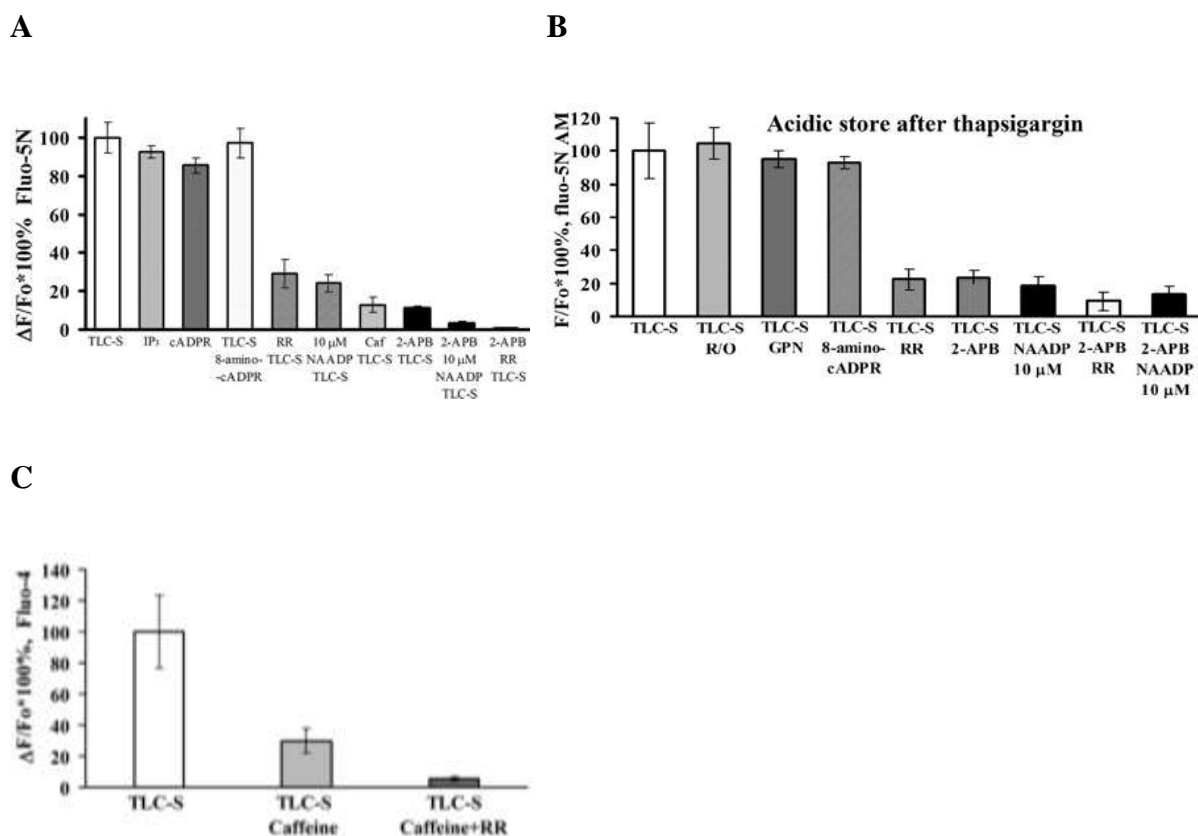 A
ΔF/Fo*100% Fluo-5N
100
80
60
40
20
0
TLC-S
IP3
cADPR
TLC-S
8-amino-
-cADPR
RR
TLC-S
10 μM
NAADP
TLC-S
Caf
TLC-S
2-APB
TLC-S
2-APB
10 μM
NAADP
TLC-S
2-APB
RR
TLC-S
B
F/Fo*100%, fluo-5N AM
Acidic store after thapsigargin
120
100
80
60
40
20
0
TLC-S
TLC-S
R/O
TLC-S
GPN
TLC-S
8-amino-
cADPR
TLC-S
RR
TLC-S
2-APB
TLC-S
NAADP
10 μM
TLC-S
2-APB
RR
TLC-S
2-APB
NAADP
10 μM
C
ΔF/Fo*100%, Fluo-4
140
120
100
80
60
40
20
0
TLC-S
TLC-S
Caffeine
TLC-S
Caffeine+RR